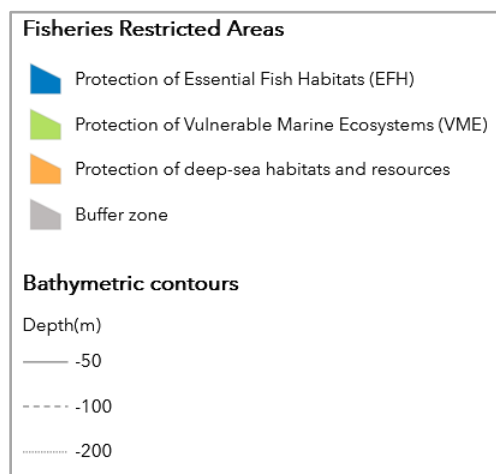 Fisheries Restricted Areas
Protection of Essential Fish Habitats (EFH)
Protection of Vulnerable Marine Ecosystems (VME)
Protection of deep-sea habitats and resources
Buffer zone
Bathymetric contours
Depth(m)
-50
-100
-200